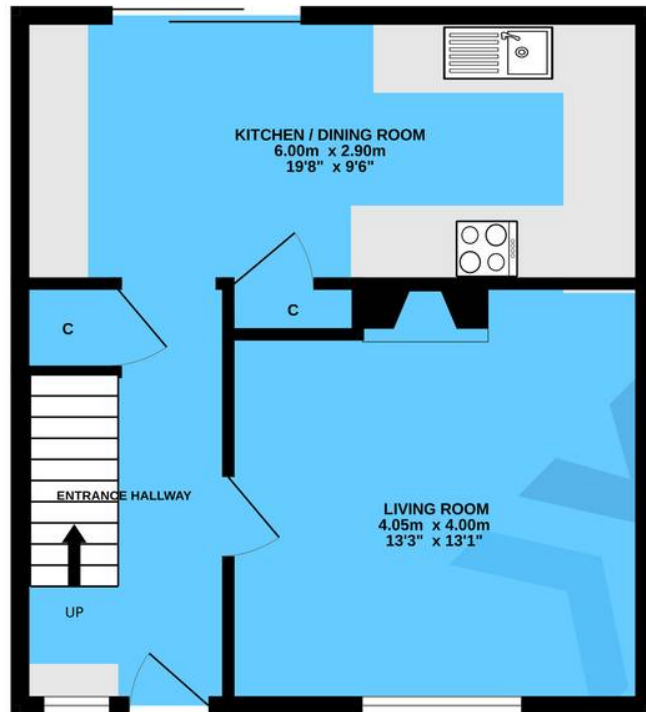 KITCHEN / DINING ROOM
6.00m x 2.90m
19'8" x 9'6"
C
C
ENTRANCE HALLWAY
LIVING ROOM
4.05m x 4.00m
13'3" x 13'1"
UP